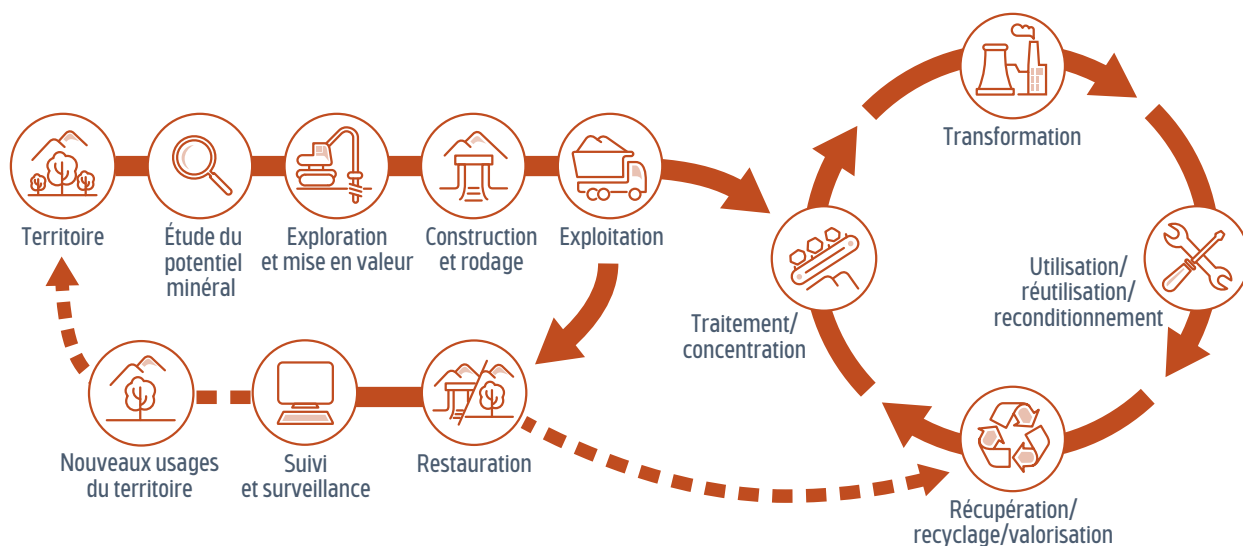 Transformation
Territoire
Étude du
potentiel
minéral
Exploration
et mise en valeur
Construction
et rodage
Exploitation
Utilisation/
réutilisation/
reconditionnement
Traitement/
concentration
Nouveaux usages
du territoire
Suivi
et surveillance
Restauration
Récupération/
recyclage/valorisation